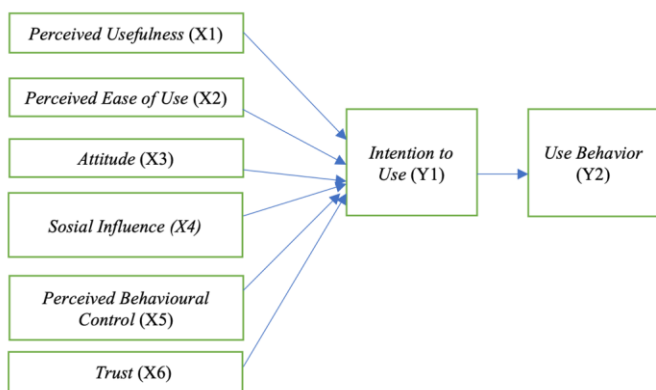 Perceived Usefulness (X1)
Perceived Ease of Use (X2)
Attitude (X3)
Sosial Influence (X4)
Perceived Behavioural
Control (X5)
Trust (X6)
Intention to
Use (Y1)
Use Behavior
(Y2)